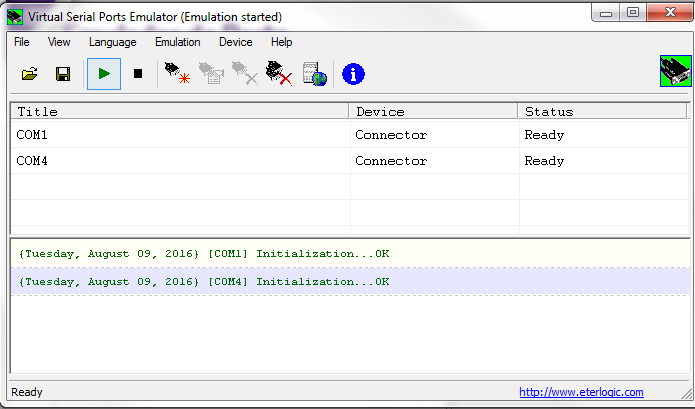 Virtual Serial Ports Emulator (Emulation started)
File View Language Emulation Device Help
Title Device Status
COM1 Connector Ready
COM4 Connector Ready
{Tuesday, August 09, 2016} [COM1] Initialization...OK
{Tuesday, August 09, 2016} [COM4] Initialization...OK
Ready http://www.eterlogic.com